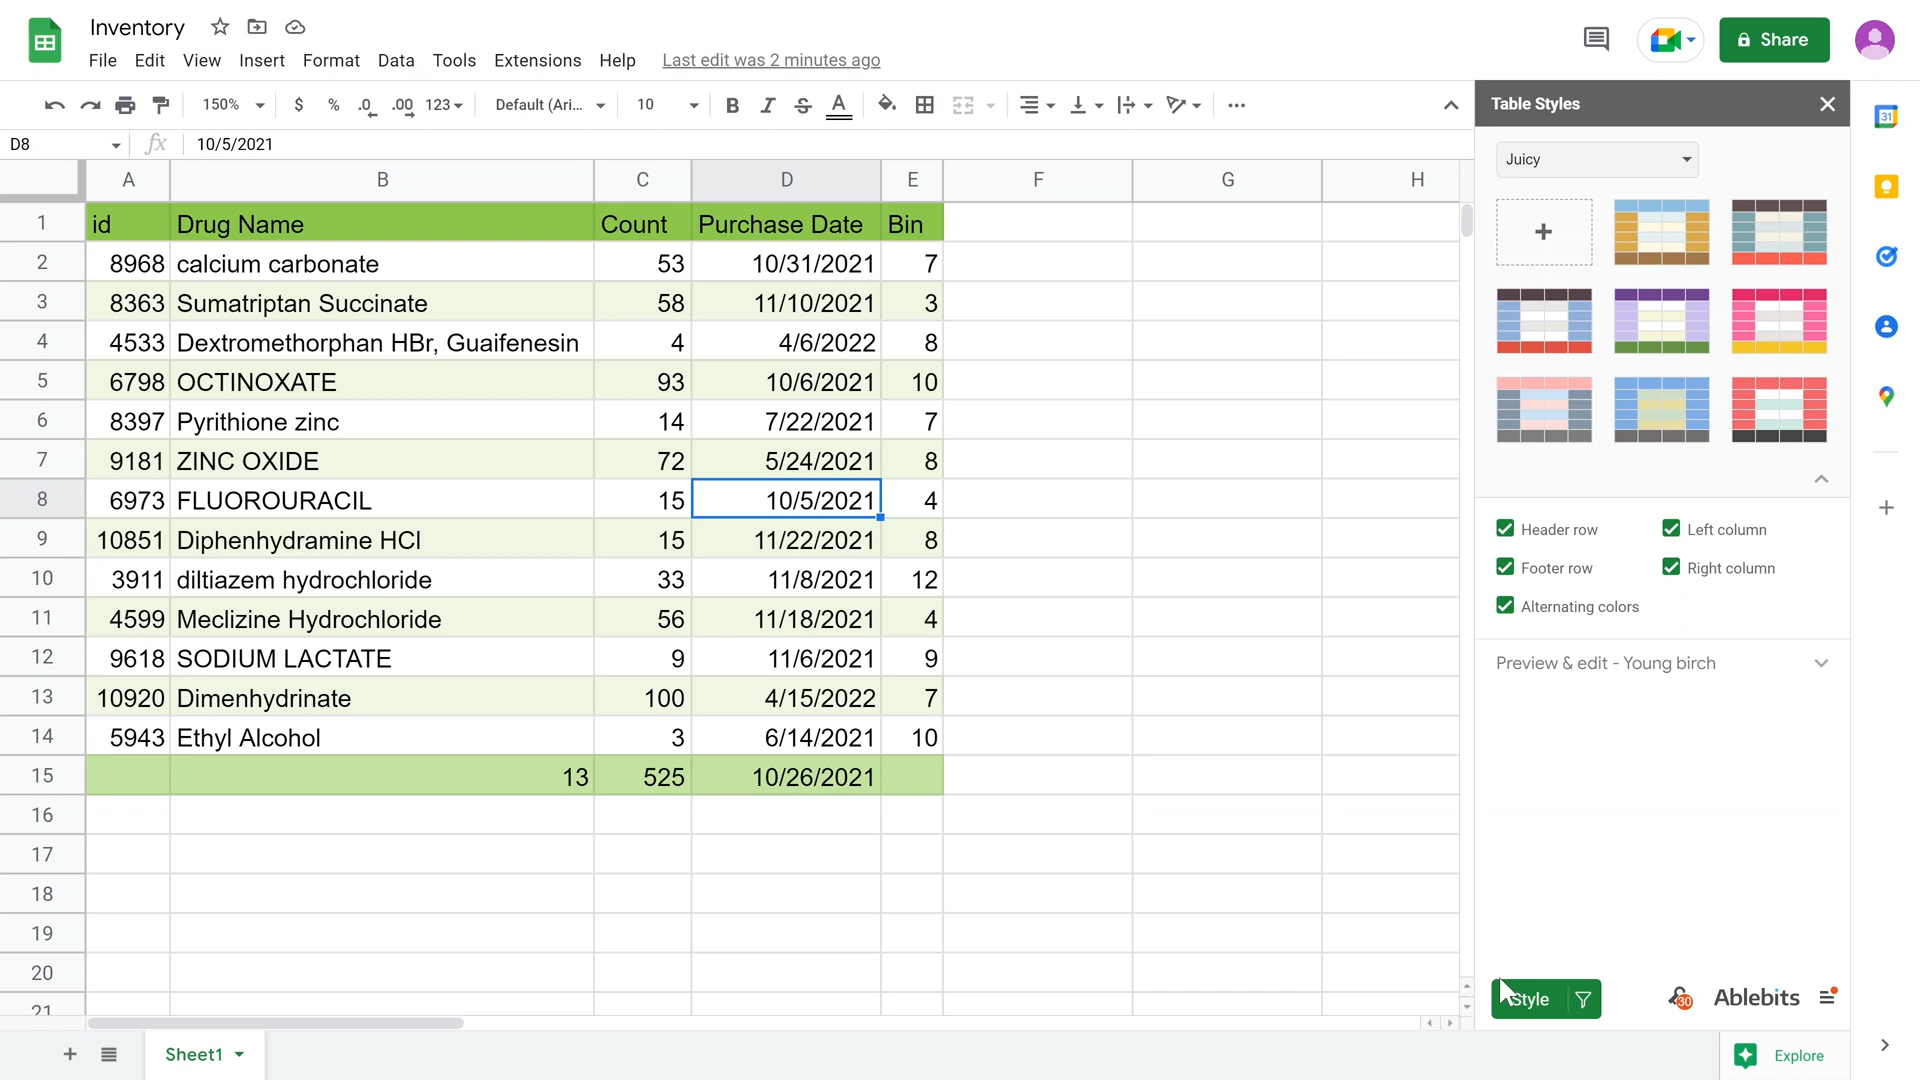 Inventory
File Edit View Insert Format Data Tools Extensions Help Last edit was 2 minutes ago
Share
150% $ % .0 .00 123 Default (Ari... 10 B I S A
D8 fx 10/5/2021
A B C D E F G H
1 id Drug Name Count Purchase Date Bin
2 8968 calcium carbonate 53 10/31/2021 7
3 8363 Sumatriptan Succinate 58 11/10/2021 3
4 4533 Dextromethorphan HBr, Guaifenesin 4 4/6/2022 8
5 6798 OCTINOXATE 93 10/6/2021 10
6 8397 Pyrithione zinc 14 7/22/2021 7
7 9181 ZINC OXIDE 72 5/24/2021 8
8 6973 FLUOROURACIL 15 10/5/2021 4
9 10851 Diphenhydramine HCl 15 11/22/2021 8
10 3911 diltiazem hydrochloride 33 11/8/2021 12
11 4599 Meclizine Hydrochloride 56 11/18/2021 4
12 9618 SODIUM LACTATE 9 11/6/2021 9
13 10920 Dimenhydrinate 100 4/15/2022 7
14 5943 Ethyl Alcohol 3 6/14/2021 10
15 13 525 10/26/2021
16
17
18
19
20
21
Sheet1
Table Styles
Juicy
Header row Left column
Footer row Right column
Alternating colors
Preview & edit - Young birch
Style 30 Ablebits
Explore
31